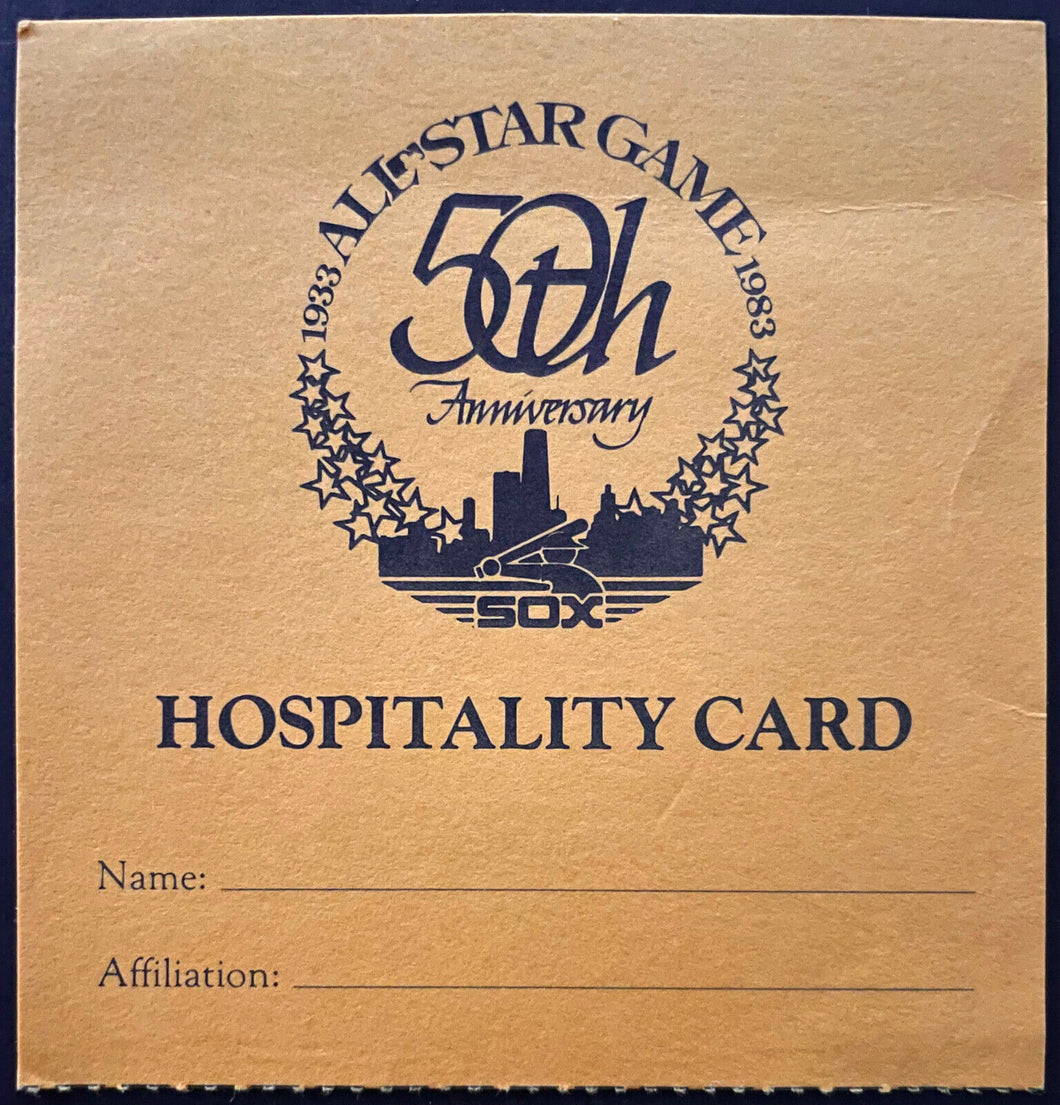 1933 ALL STAR GAME 1983
50th
Anniversary
SOX
HOSPITALITY CARD
Name:
Affiliation: